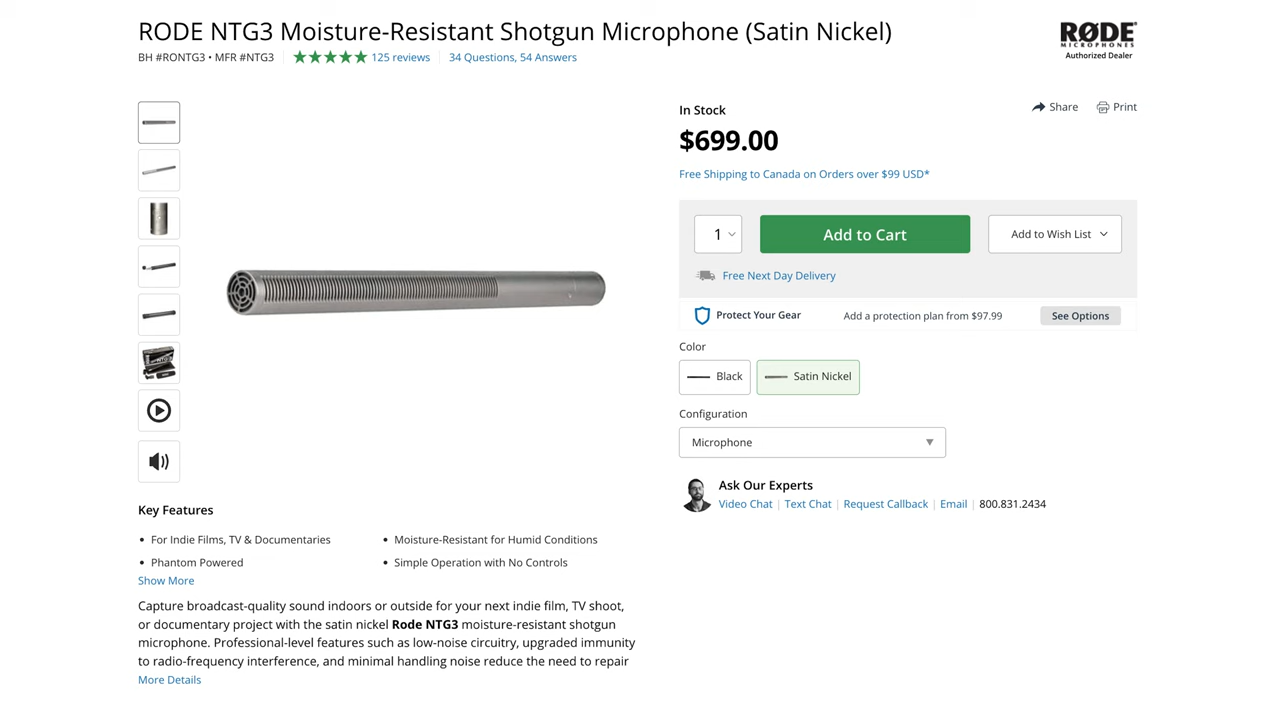 RODE NTG3 Moisture-Resistant Shotgun Microphone (Satin Nickel)
BH #RONTG3 • MFR #NTG3
125 reviews
34 Questions, 54 Answers
RØDE
MICROPHONES
Authorized Dealer
In Stock
Share
Print
$699.00
Free Shipping to Canada on Orders over $99 USD*
1
Add to Cart
Add to Wish List
Free Next Day Delivery
Protect Your Gear
Add a protection plan from $97.99
See Options
Color
Black
Satin Nickel
Configuration
Microphone
Ask Our Experts
Video Chat | Text Chat | Request Callback | Email | 800.831.2434
NTG3
Key Features
• For Indie Films, TV & Documentaries
• Moisture-Resistant for Humid Conditions
• Phantom Powered
• Simple Operation with No Controls
Show More
Capture broadcast-quality sound indoors or outside for your next indie film, TV shoot,
or documentary project with the satin nickel Rode NTG3 moisture-resistant shotgun
microphone. Professional-level features such as low-noise circuitry, upgraded immunity
to radio-frequency interference, and minimal handling noise reduce the need to repair
More Details